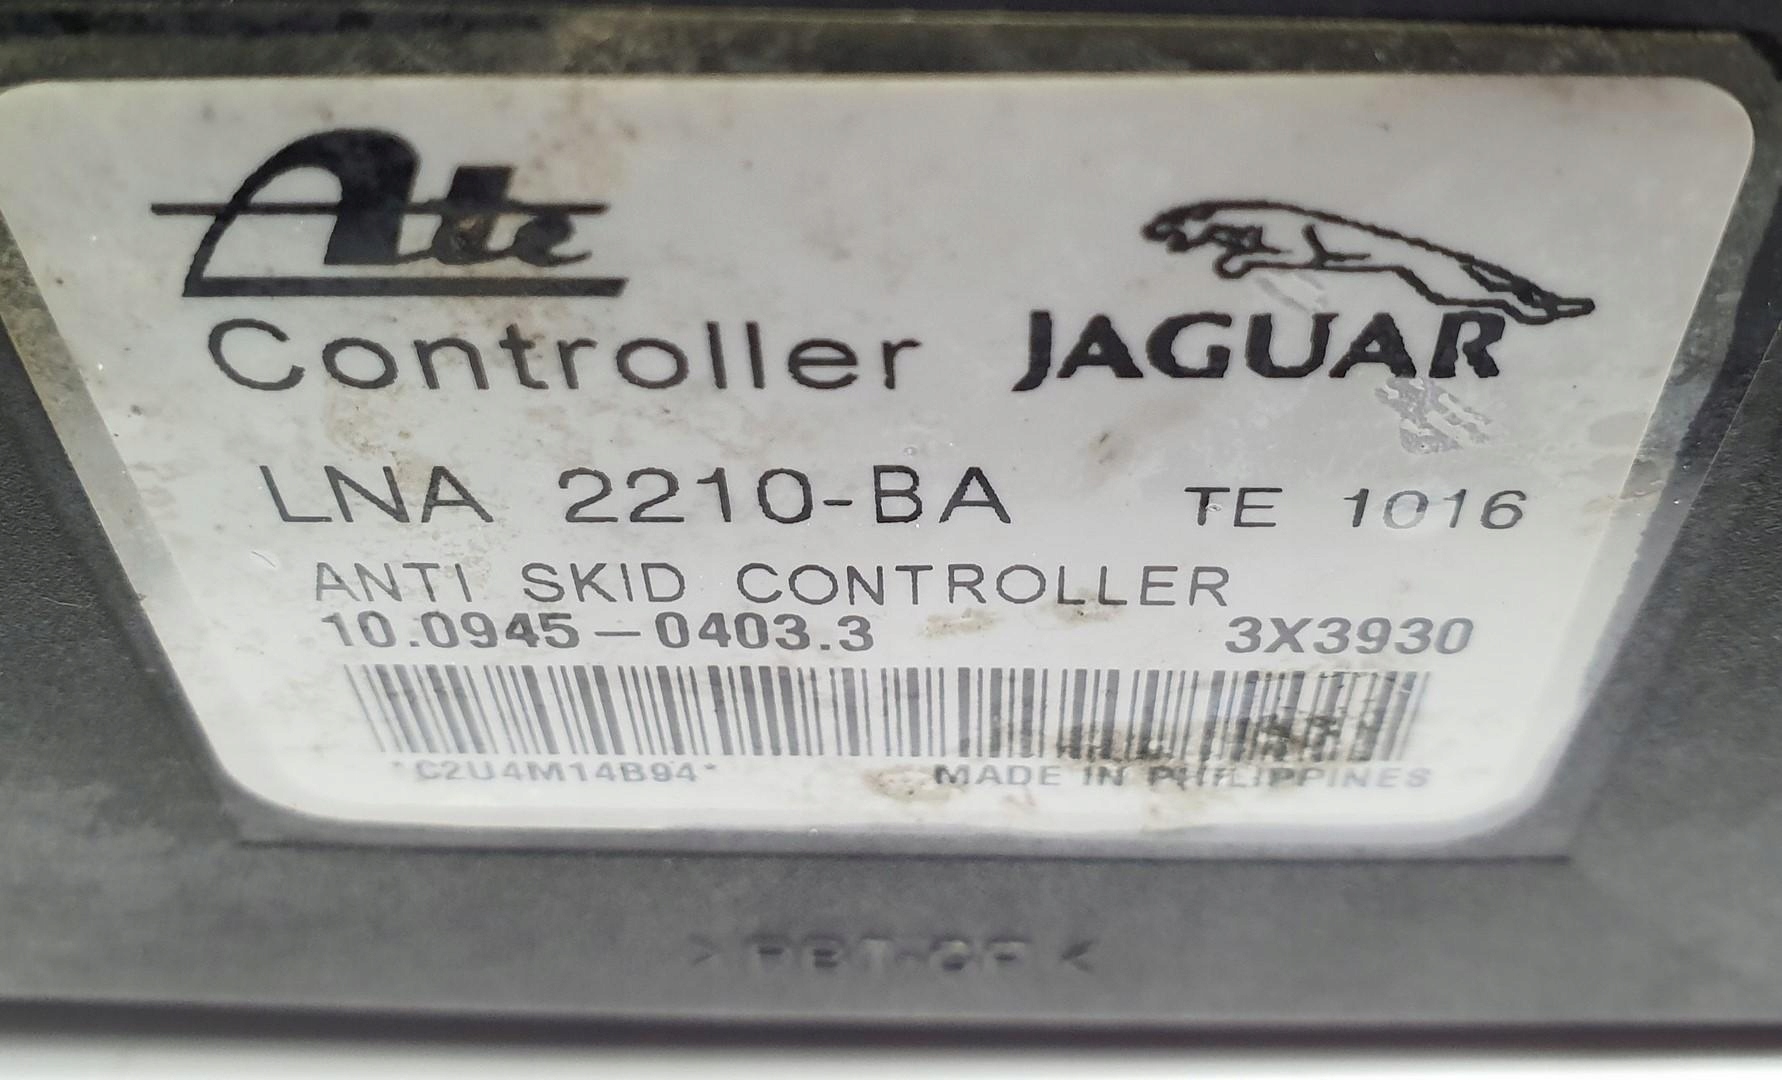 Ate
Controller JAGUAR
LNA 2210-BA TE 1016
ANTI SKID CONTROLLER
10.0945-0403.3 3X3930
*C2U4M14B94* MADE IN PHILIPPINES